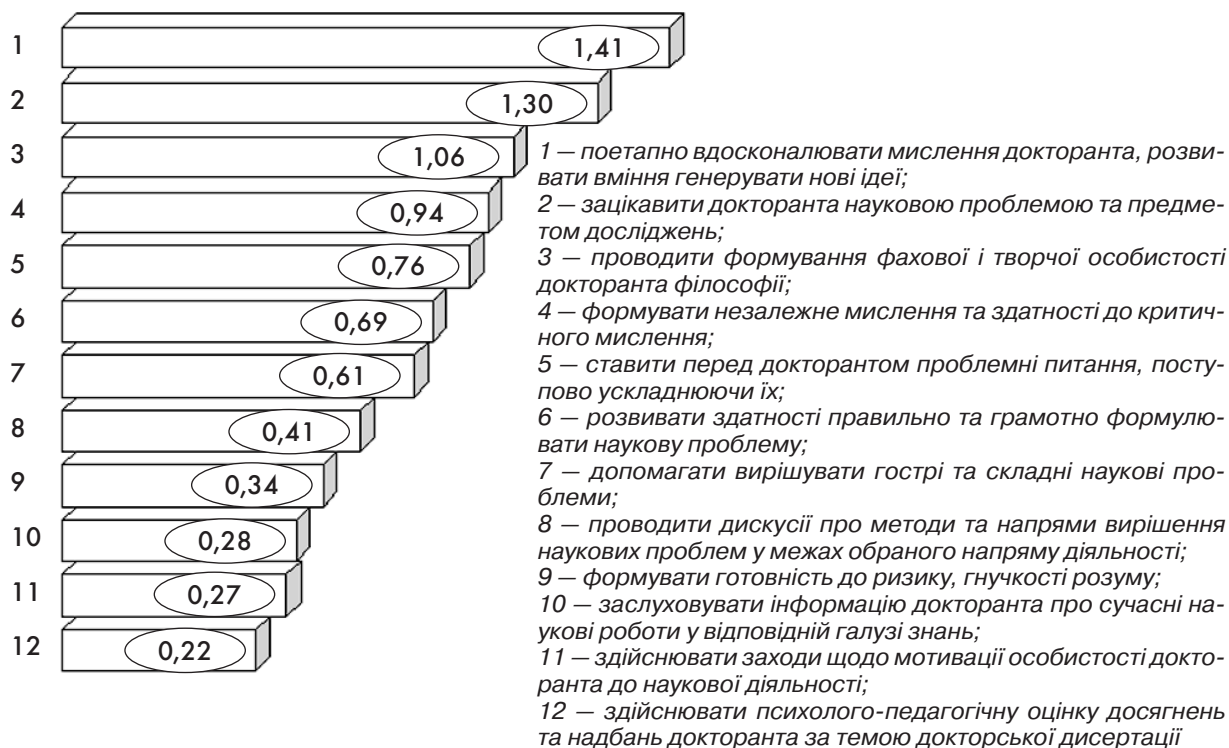 1 1,41
2 1,30
3 1,06
4 0,94
5 0,76
6 0,69
7 0,61
8 0,41
9 0,34
10 0,28
11 0,27
12 0,22
1 — поетапно вдосконалювати мислення докторанта, розви-
вати вміння генерувати нові ідеї;
2 — зацікавити докторанта науковою проблемою та предме-
том досліджень;
3 — проводити формування фахової і творчої особистості
докторанта філософії;
4 — формувати незалежне мислення та здатності до критич-
ного мислення;
5 — ставити перед докторантом проблемні питання, посту-
пово ускладнюючи їх;
6 — розвивати здатності правильно та грамотно формулю-
вати наукову проблему;
7 — допомагати вирішувати гострі та складні наукові про-
блеми;
8 — проводити дискусії про методи та напрями вирішення
наукових проблем у межах обраного напряму діяльності;
9 — формувати готовність до ризику, гнучкості розуму;
10 — заслуховувати інформацію докторанта про сучасні на-
укові роботи у відповідній галузі знань;
11 — здійснювати заходи щодо мотивації особистості докто-
ранта до наукової діяльності;
12 — здійснювати психолого-педагогічну оцінку досягнень
та надбань докторанта за темою докторської дисертації